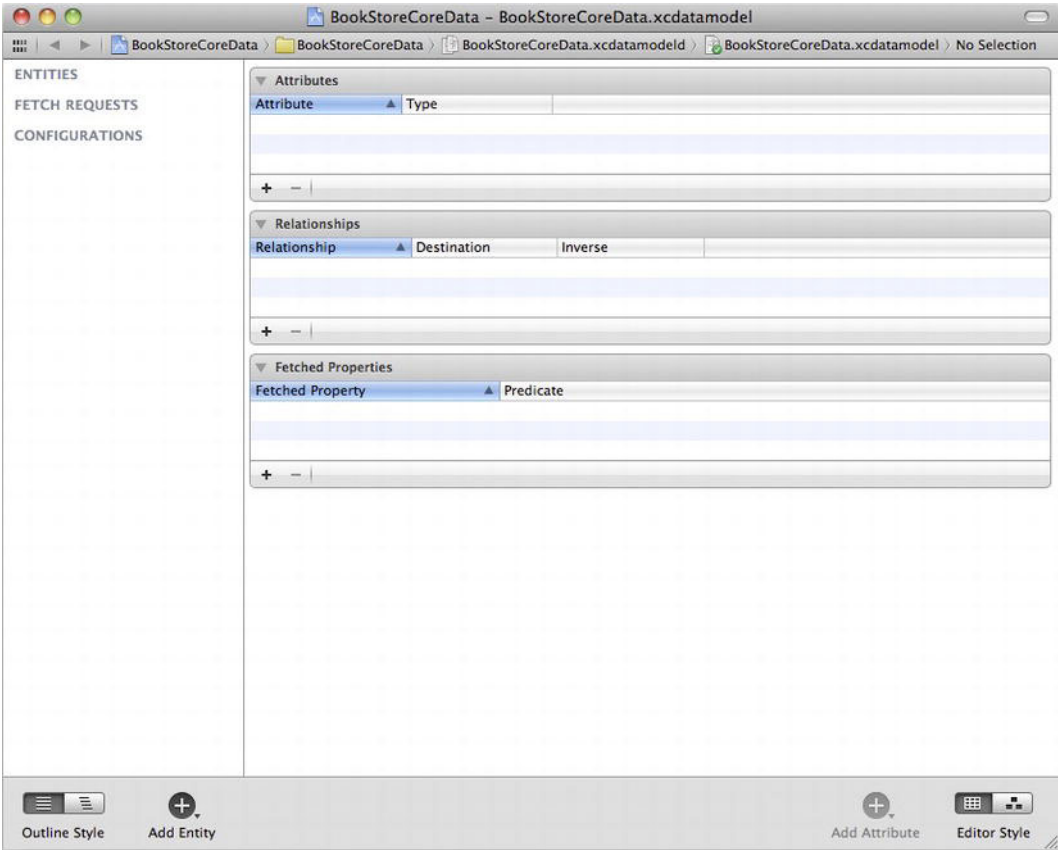 BookStoreCoreData – BookStoreCoreData.xcdatamodel
BookStoreCoreData BookStoreCoreData BookStoreCoreData.xcdatamodeld BookStoreCoreData.xcdatamodel No Selection
ENTITIES
FETCH REQUESTS
CONFIGURATIONS
Attributes
Attribute Type
Relationships
Relationship Destination Inverse
Fetched Properties
Fetched Property Predicate
Outline Style Add Entity Add Attribute Editor Style